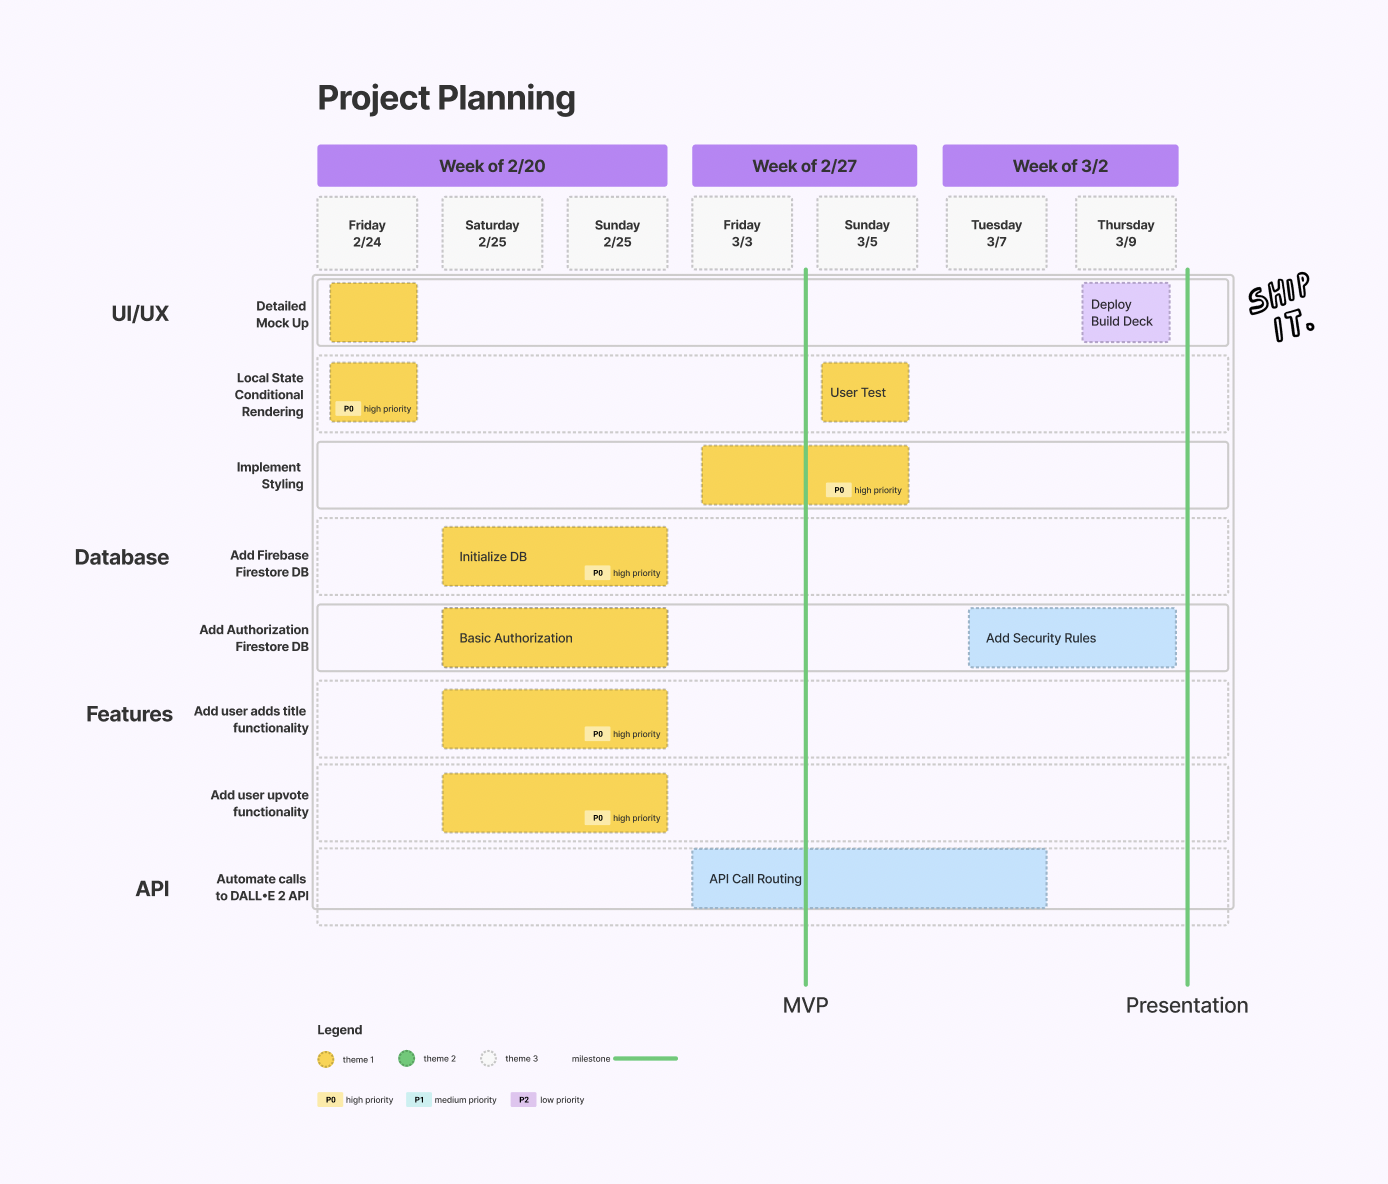 Project Planning
Week of 2/20
Week of 2/27
Week of 3/2
Friday
2/24
Saturday
2/25
Sunday
2/25
Friday
3/3
Sunday
3/5
Tuesday
3/7
Thursday
3/9
UI/UX
Detailed
Mock Up
Deploy
Build Deck
SHIP
IT.
Local State
Conditional
Rendering
P0 high priority
User Test
Implement
Styling
P0 high priority
Database
Add Firebase
Firestore DB
Initialize DB
P0 high priority
Add Authorization
Firestore DB
Basic Authorization
Add Security Rules
Features
Add user adds title
functionality
P0 high priority
Add user upvote
functionality
P0 high priority
API
Automate calls
to DALL•E 2 API
API Call Routing
MVP
Presentation
Legend
theme 1
theme 2
theme 3
milestone
P0 high priority
P1 medium priority
P2 low priority